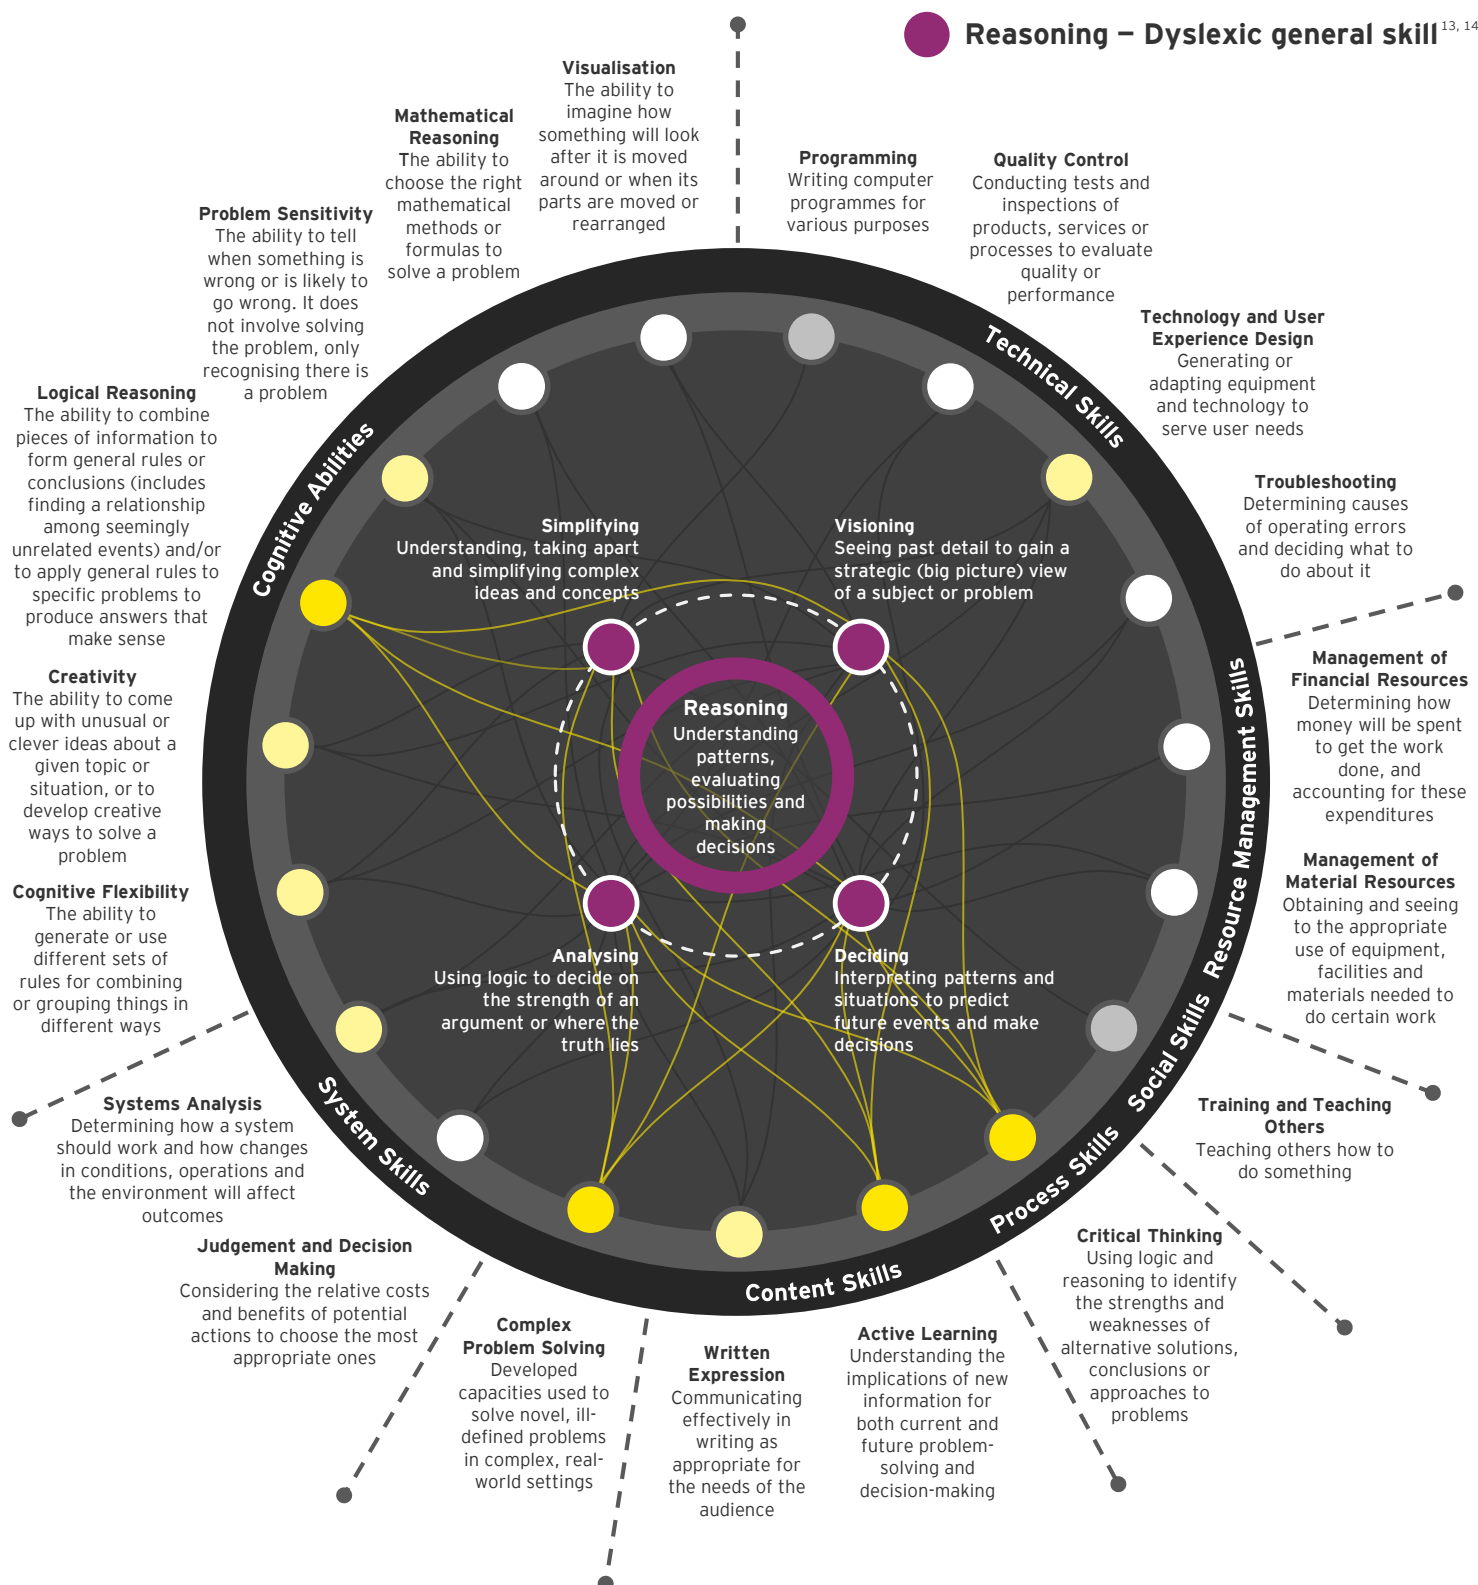 Reasoning – Dyslexic general skill 13, 14
Visualisation
The ability to
imagine how
something will look
after it is moved
around or when its
parts are moved or
rearranged
Mathematical
Reasoning
The ability to
choose the right
mathematical
methods or
formulas to
solve a problem
Problem Sensitivity
The ability to tell
when something is
wrong or is likely to
go wrong. It does
not involve solving
the problem, only
recognising there is
a problem
Logical Reasoning
The ability to combine
pieces of information to
form general rules or
conclusions (includes
finding a relationship
among seemingly
unrelated events) and/or
to apply general rules to
specific problems to
produce answers that
make sense
Creativity
The ability to come
up with unusual or
clever ideas about a
given topic or
situation, or to
develop creative
ways to solve a
problem
Cognitive Flexibility
The ability to
generate or use
different sets of
rules for combining
or grouping things in
different ways
Programming
Writing computer
programmes for
various purposes
Quality Control
Conducting tests and
inspections of
products, services or
processes to evaluate
quality or
performance
Technology and User
Experience Design
Generating or
adapting equipment
and technology to
serve user needs
Troubleshooting
Determining causes
of operating errors
and deciding what to
do about it
Management of
Financial Resources
Determining how
money will be spent
to get the work
done, and
accounting for these
expenditures
Management of
Material Resources
Obtaining and seeing
to the appropriate
use of equipment,
facilities and
materials needed to
do certain work
Training and Teaching
Others
Teaching others how to
do something
Critical Thinking
Using logic and
reasoning to identify
the strengths and
weaknesses of
alternative solutions,
conclusions or
approaches to
problems
Active Learning
Understanding the
implications of new
information for
both current and
future problem-
solving and
decision-making
Written
Expression
Communicating
effectively in
writing as
appropriate for
the needs of the
audience
Complex
Problem Solving
Developed
capacities used to
solve novel, ill-
defined problems
in complex, real-
world settings
Judgement and Decision
Making
Considering the relative costs
and benefits of potential
actions to choose the most
appropriate ones
Systems Analysis
Determining how a system
should work and how changes
in conditions, operations and
the environment will affect
outcomes
Cognitive Abilities
Technical Skills
Resource Management Skills
Social Skills
Process Skills
Content Skills
System Skills
Simplifying
Understanding, taking apart
and simplifying complex
ideas and concepts
Visioning
Seeing past detail to gain a
strategic (big picture) view
of a subject or problem
Reasoning
Understanding
patterns,
evaluating
possibilities and
making
decisions
Analysing
Using logic to decide on
the strength of an
argument or where the
truth lies
Deciding
Interpreting patterns and
situations to predict
future events and make
decisions